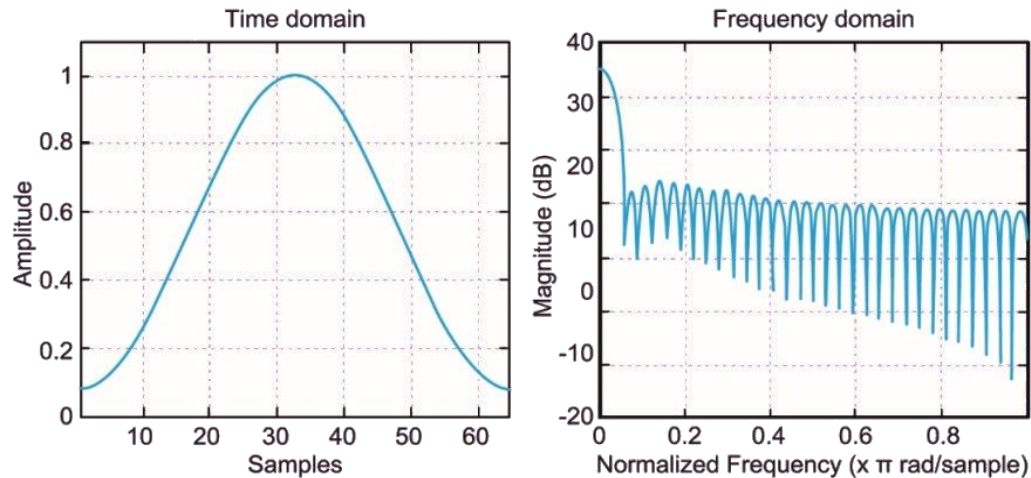 Time domain
Amplitude
1
0.8
0.6
0.4
0.2
0
10 20 30 40 50 60
Samples
Frequency domain
Magnitude (dB)
40
30
20
10
0
-10
-20
0 0.2 0.4 0.6 0.8
Normalized Frequency (x π rad/sample)